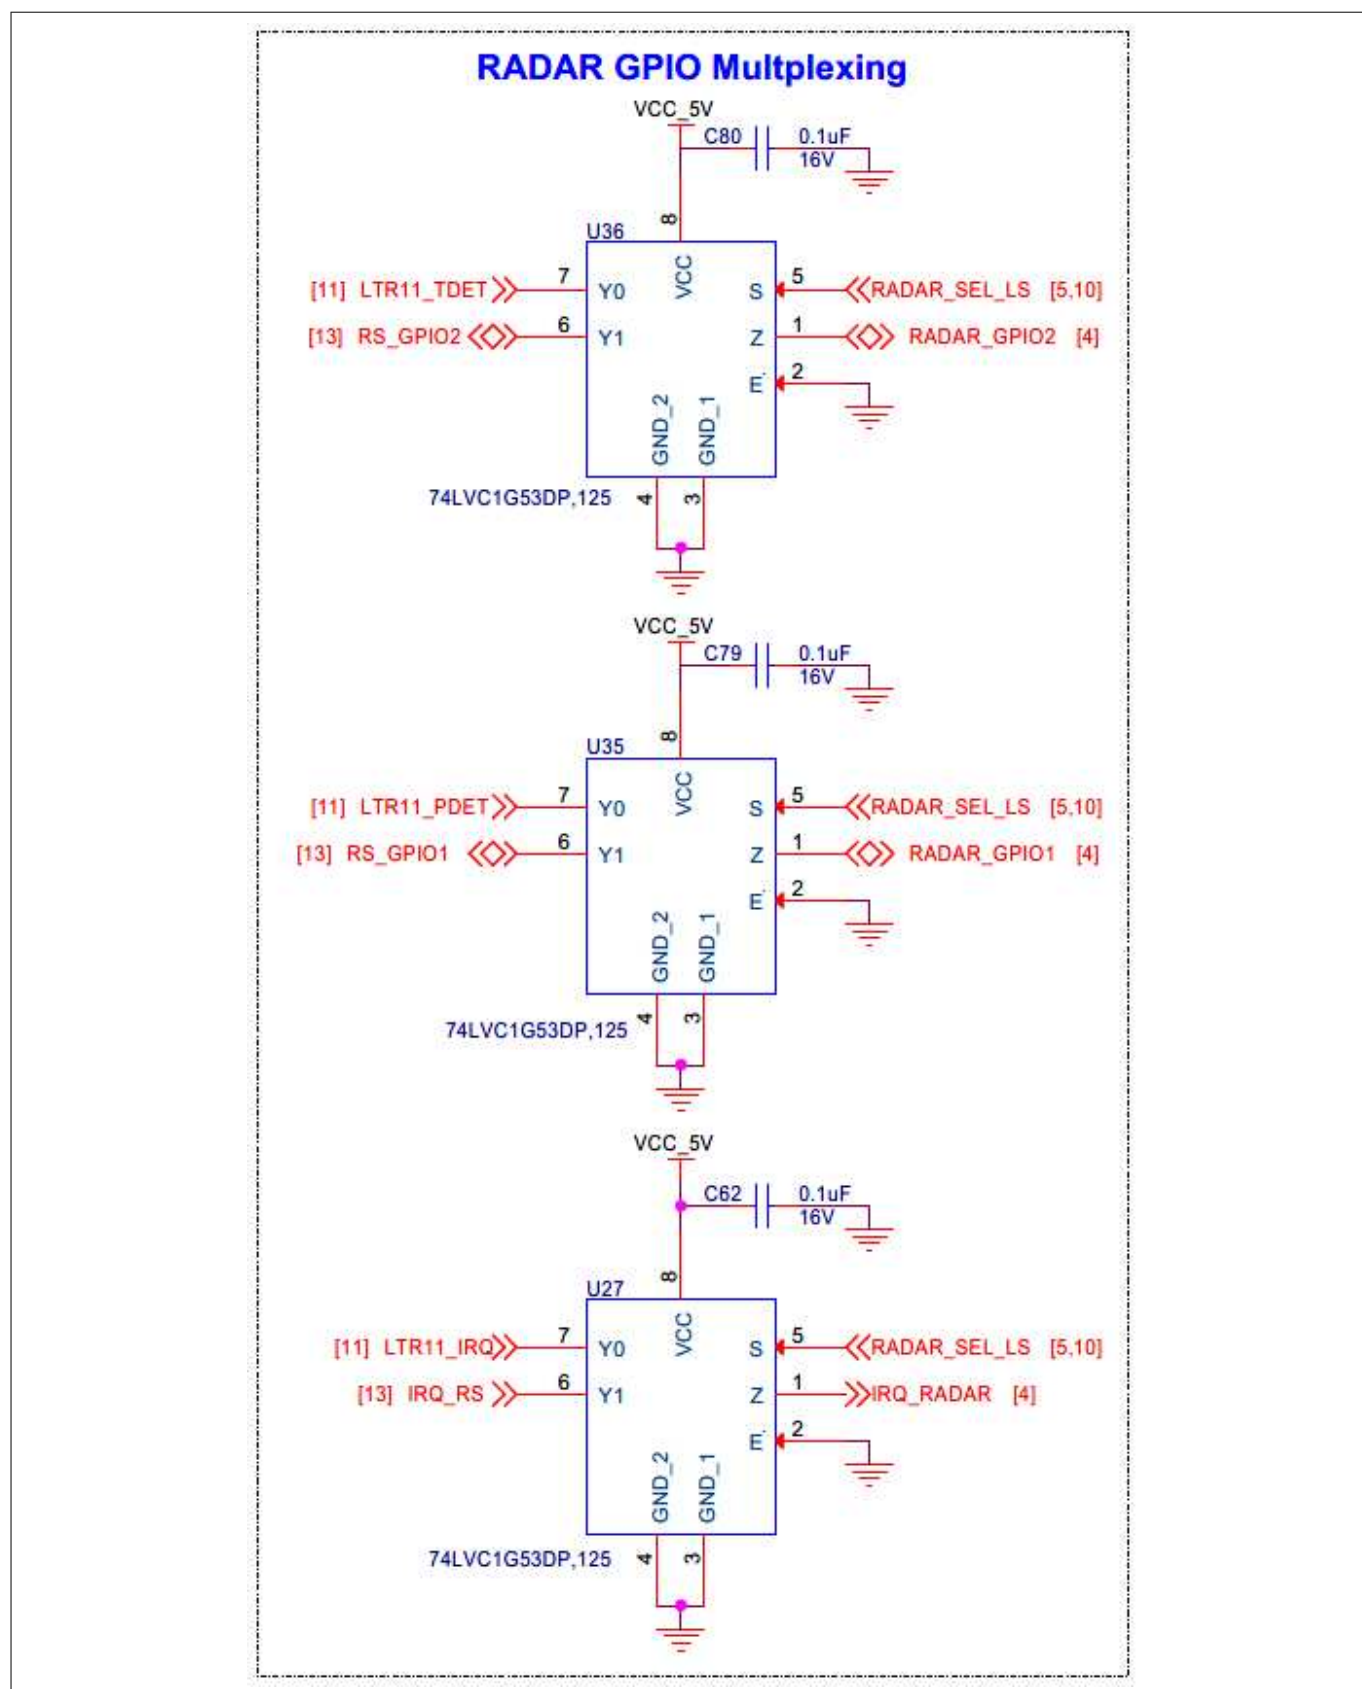 RADAR GPIO Multplexing
VCC_5V
C80 0.1uF
16V
8
U36
[11] LTR11_TDET 7 Y0 VCC S 5 RADAR_SEL_LS [5,10]
[13] RS_GPIO2 6 Y1 Z 1 RADAR_GPIO2 [4]
E 2
GND_2 GND_1
74LVC1G53DP,125 4 3
VCC_5V
C79 0.1uF
16V
8
U35
[11] LTR11_PDET 7 Y0 VCC S 5 RADAR_SEL_LS [5,10]
[13] RS_GPIO1 6 Y1 Z 1 RADAR_GPIO1 [4]
E 2
GND_2 GND_1
74LVC1G53DP,125 4 3
VCC_5V
C62 0.1uF
16V
8
U27
[11] LTR11_IRQ 7 Y0 VCC S 5 RADAR_SEL_LS [5,10]
[13] IRQ_RS 6 Y1 Z 1 IRQ_RADAR [4]
E 2
GND_2 GND_1
74LVC1G53DP,125 4 3